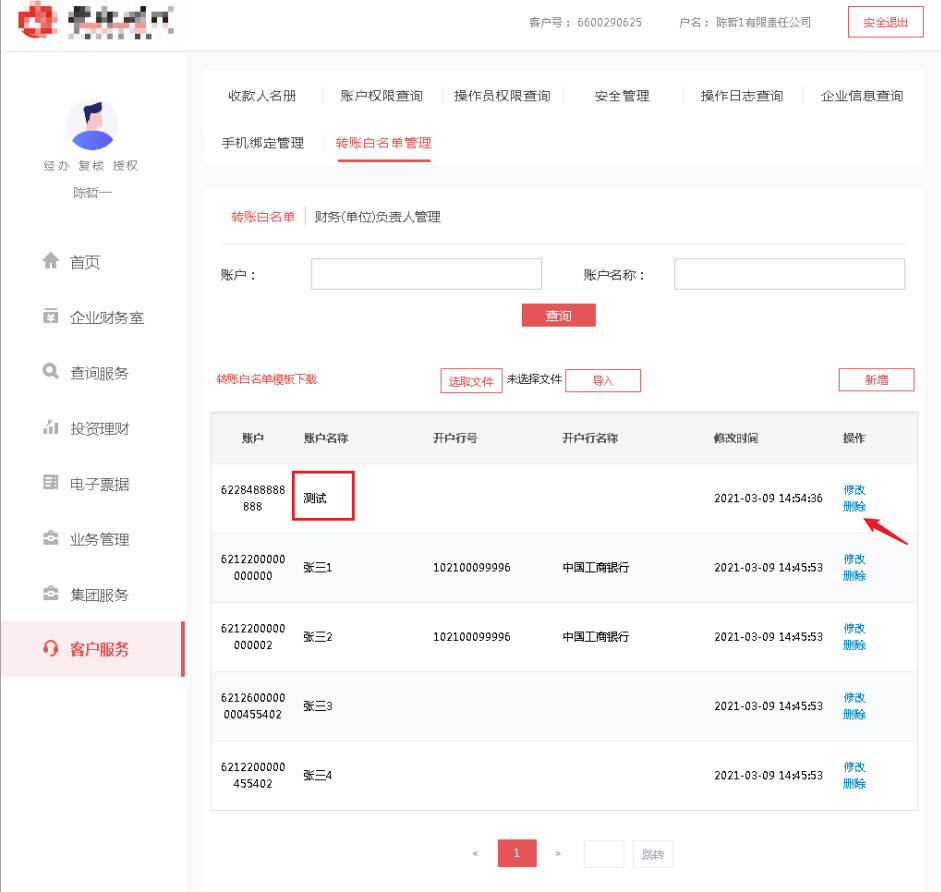 客户号： 6600290625 户名： 陈哲1有限责任公司 安全退出
经办 复核 授权
陈哲一
首页
企业财务室
查询服务
投资理财
电子票据
业务管理
集团服务
客户服务
收款人名册 账户权限查询 操作员权限查询 安全管理 操作日志查询 企业信息查询
手机绑定管理 转账白名单管理
转账白名单 财务(单位)负责人管理
账户： 账户名称：
查询
转账白名单模板下载 选取文件 未选择文件 导入 新增
账户 账户名称 开户行号 开户行名称 修改时间 操作
6228488888
888 测试 2021-03-09 14:54:36 修改
删除
6212200000
000000 张三1 102100099996 中国工商银行 2021-03-09 14:45:53 修改
删除
6212200000
000002 张三2 102100099996 中国工商银行 2021-03-09 14:45:53 修改
删除
6212600000
000455402 张三3 2021-03-09 14:45:53 修改
删除
6212200000
455402 张三4 2021-03-09 14:45:53 修改
删除
< 1 > 跳转